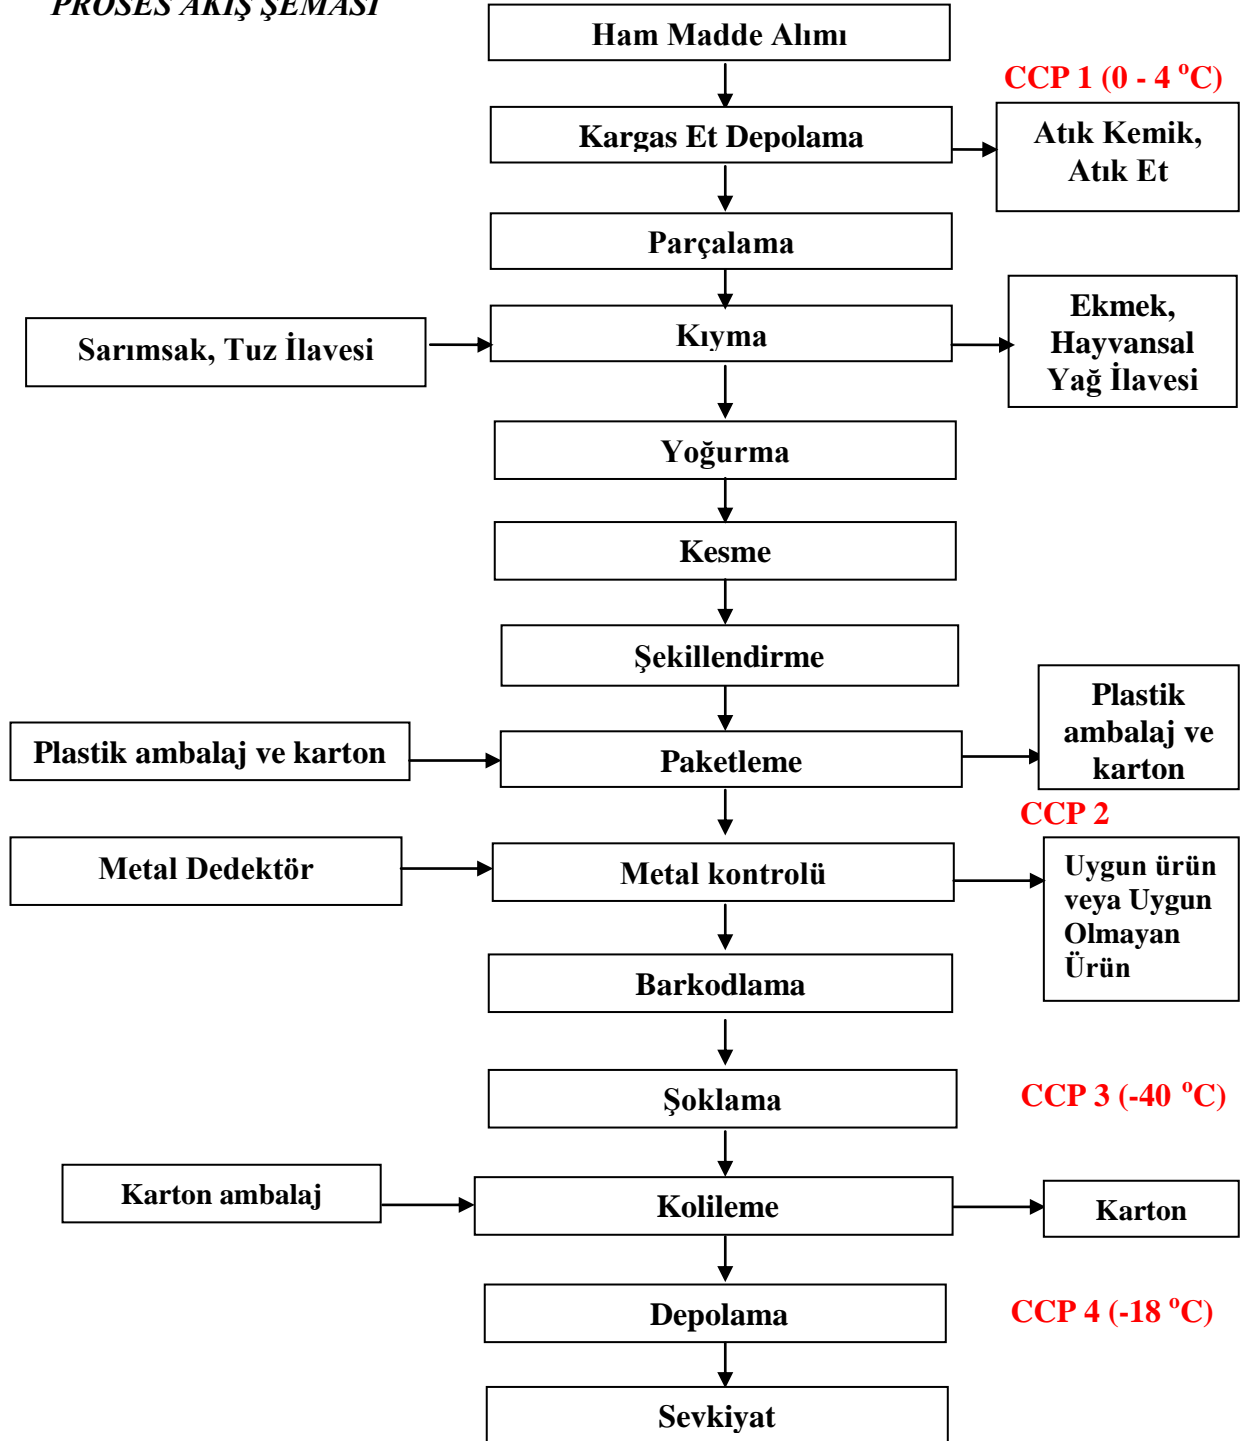 PROSES AKIŞ ŞEMASI
Ham Madde Alımı
CCP 1 (0 - 4 °C)
Kargas Et Depolama
Atık Kemik,
Atık Et
Parçalama
Sarımsak, Tuz İlavesi
Kıyma
Ekmek,
Hayvansal
Yağ İlavesi
Yoğurma
Kesme
Şekillendirme
Plastik ambalaj ve karton
Paketleme
Plastik
ambalaj ve
karton
CCP 2
Metal Dedektör
Metal kontrolü
Uygun ürün
veya Uygun
Olmayan
Ürün
Barkodlama
Şoklama
CCP 3 (-40 °C)
Karton ambalaj
Kolileme
Karton
Depolama
CCP 4 (-18 °C)
Sevkiyat